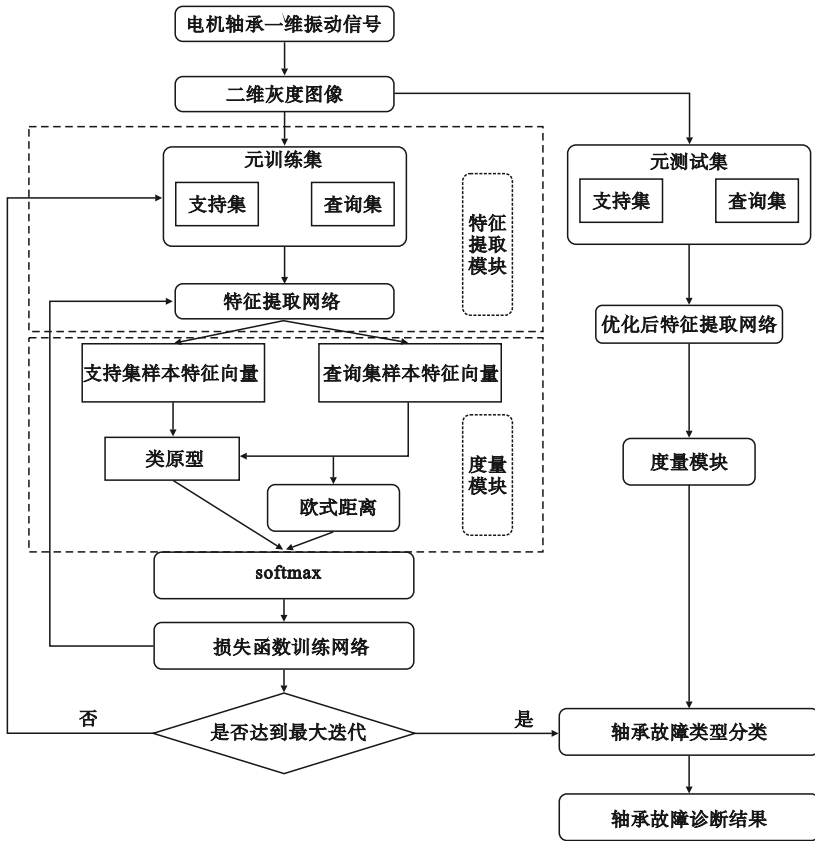 电机轴承一维振动信号
二维灰度图像
元训练集
支持集
查询集
特征
提取
模块
特征提取网络
支持集样本特征向量
查询集样本特征向量
类原型
欧式距离
度量
模块
softmax
损失函数训练网络
是否达到最大迭代
否
是
元测试集
支持集
查询集
优化后特征提取网络
度量模块
轴承故障类型分类
轴承故障诊断结果